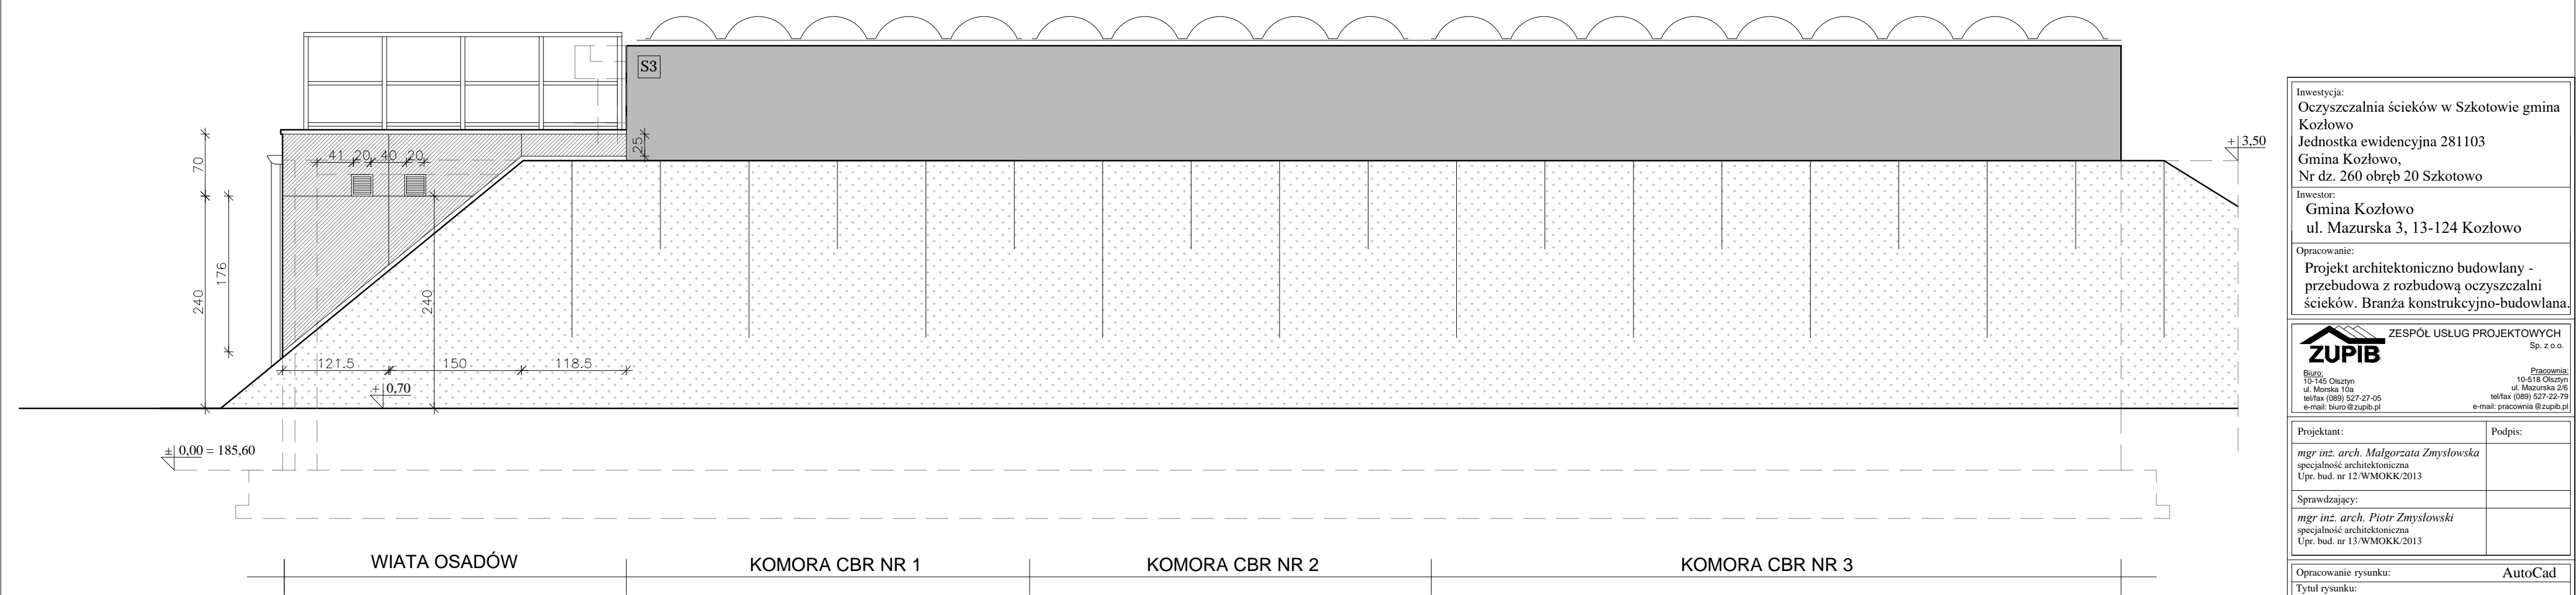 S3
41 20 40 20
25
70
240
176
240
121.5 150 118.5
+ 0,70
+ 3,50
± 0,00 = 185,60
WIATA OSADÓW
KOMORA CBR NR 1
KOMORA CBR NR 2
KOMORA CBR NR 3
Inwestycja:
Oczyszczalnia ścieków w Szkotowie gmina
Kozłowo
Jednostka ewidencyjna 281103
Gmina Kozłowo,
Nr dz. 260 obręb 20 Szkotowo
Inwestor:
Gmina Kozłowo
ul. Mazurska 3, 13-124 Kozłowo
Opracowanie:
Projekt architektoniczno budowlany -
przebudowa z rozbudową oczyszczalni
ścieków. Branża konstrukcyjno-budowlana.
ZUPIB
ZESPÓŁ USŁUG PROJEKTOWYCH
Sp. z o.o.
Biuro:
10-145 Olsztyn
ul. Morska 10a
tel/fax (089) 527-27-05
e-mail: biuro@zupib.pl
Pracownia:
10-518 Olsztyn
ul. Mazurska 2/6
tel/fax (089) 527-22-79
e-mail: pracownia @zupib.pl
Projektant: Podpis:
mgr inż. arch. Małgorzata Zmysłowska
specjalność architektoniczna
Upr. bud. nr 12/WMOKK/2013
Sprawdzający:
mgr inż. arch. Piotr Zmysłowski
specjalność architektoniczna
Upr. bud. nr 13/WMOKK/2013
Opracowanie rysunku: AutoCad
Tytuł rysunku: